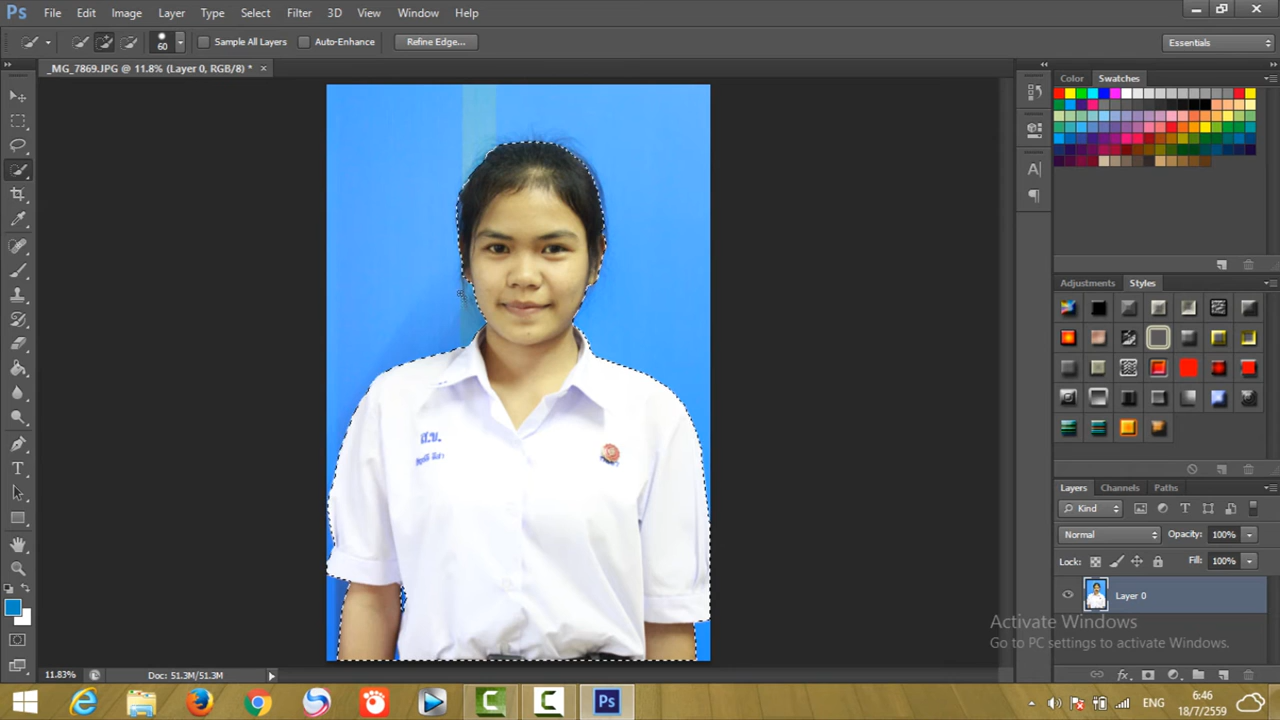 Ps File Edit Image Layer Type Select Filter 3D View Window Help
60 Sample All Layers Auto-Enhance Refine Edge... Essentials
_MG_7869.JPG @ 11.8% (Layer 0, RGB/8) *
Color Swatches
Adjustments Styles
Layers Channels Paths
Kind
Normal Opacity: 100%
Lock: Fill: 100%
Layer 0
Activate Windows
Go to PC settings to activate Windows.
11.83% Doc: 51.3M/51.3M
ENG 6:46
18/7/2559
Ps